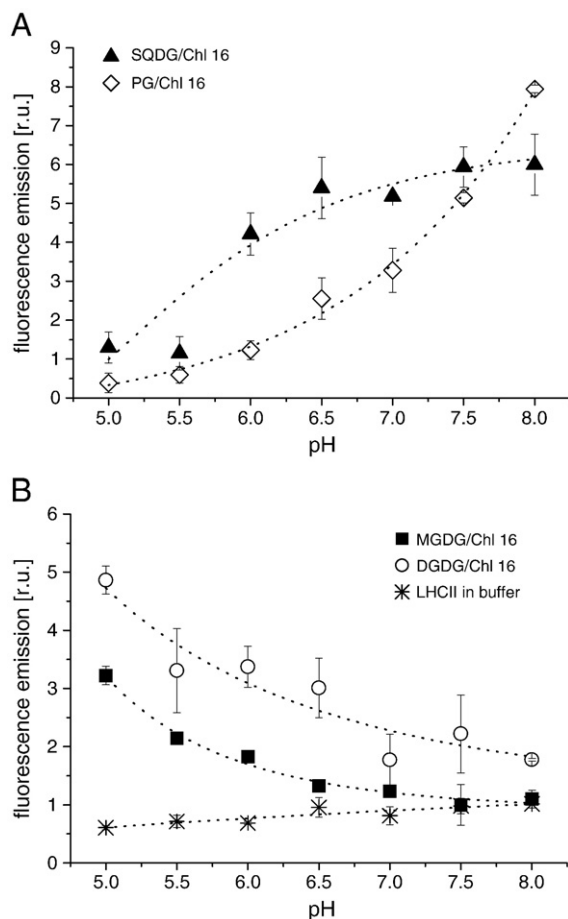 A
SQDG/Chl 16
PG/Chl 16
fluorescence emission [r.u.]
9
8
7
6
5
4
3
2
1
0
5.0 5.5 6.0 6.5 7.0 7.5 8.0
pH
B
MGDG/Chl 16
DGDG/Chl 16
LHCII in buffer
fluorescence emission [r.u.]
6
5
4
3
2
1
0
5.0 5.5 6.0 6.5 7.0 7.5 8.0
pH